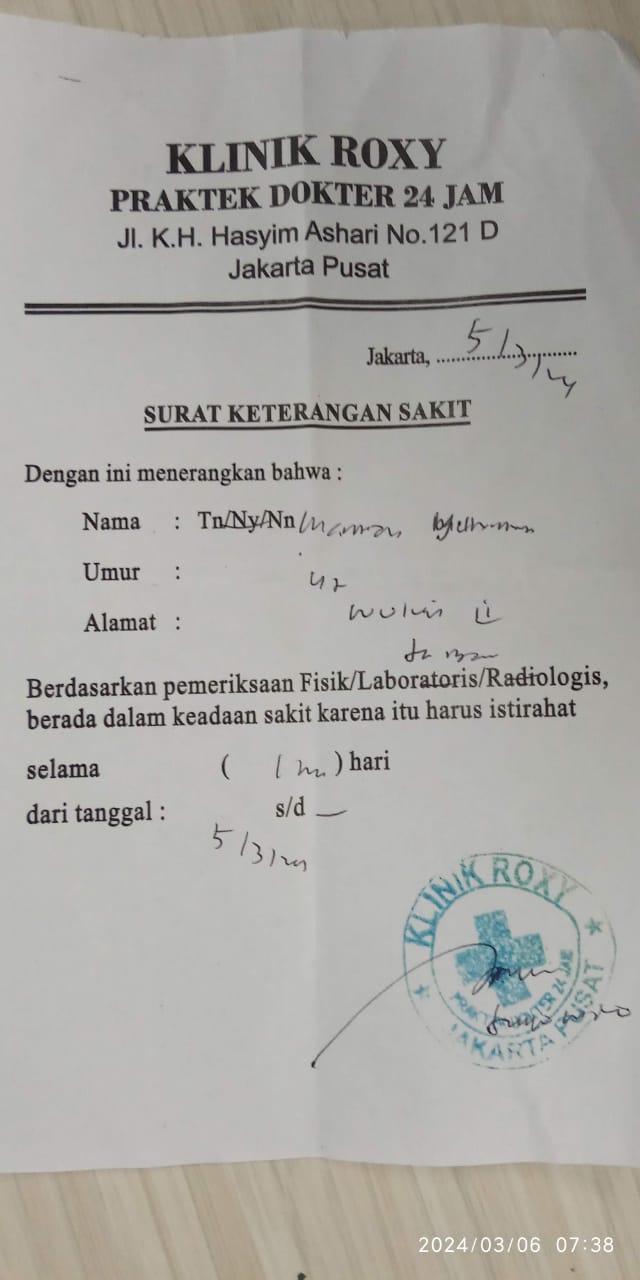 KLINIK ROXY
PRAKTEK DOKTER 24 JAM
Jl. K.H. Hasyim Ashari No.121 D
Jakarta Pusat
Jakarta, 5/3/24
SURAT KETERANGAN SAKIT
Dengan ini menerangkan bahwa :
Nama : Tn/Ny/Nn
Umur : 42
Alamat : II
Berdasarkan pemeriksaan Fisik/Laboratoris/Radiologis,
berada dalam keadaan sakit karena itu harus istirahat
selama ( 1 ) hari
dari tanggal : s/d —
5/3/24
KLINIK ROXY
PRAKTEK DOKTER 24 JAM
JAKARTA PUSAT
2024/03/06 07:38